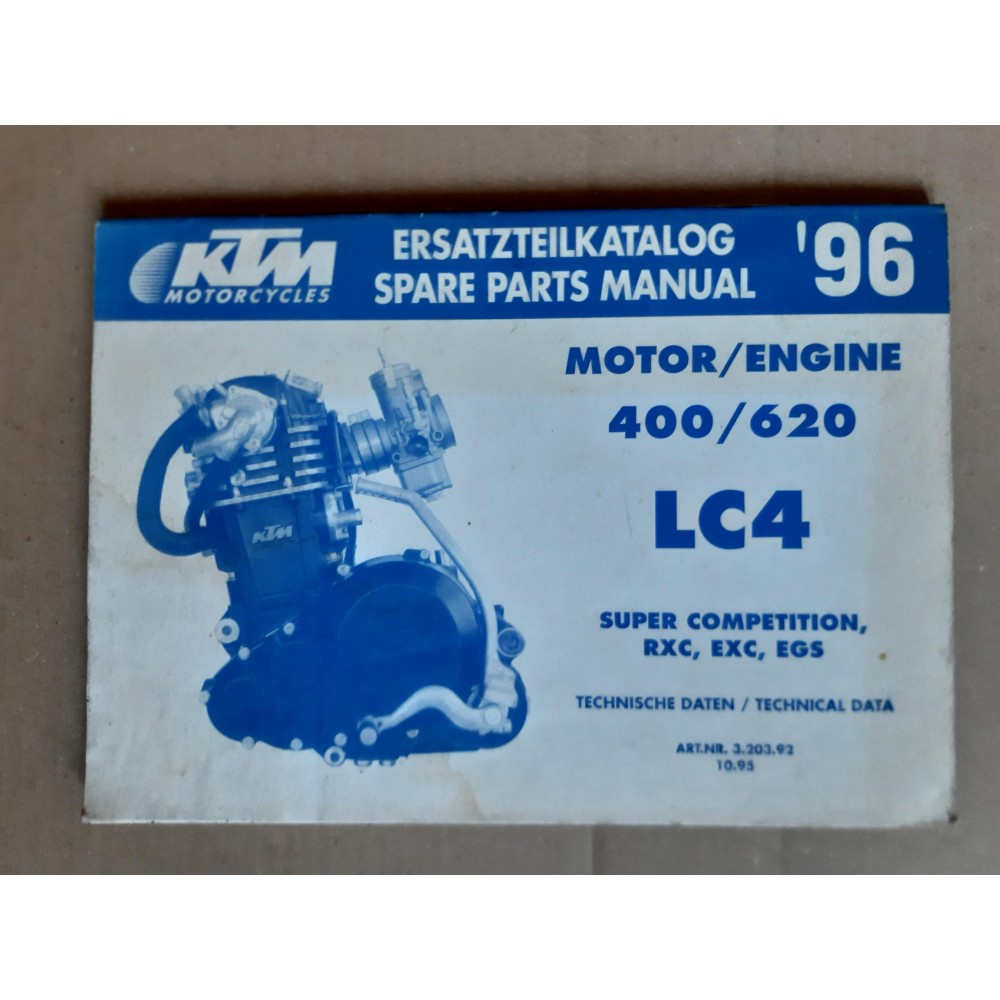 KTM
MOTORCYCLES
ERSATZTEILKATALOG
SPARE PARTS MANUAL
'96
MOTOR/ENGINE
400/620
LC4
KTM
SUPER COMPETITION,
RXC, EXC, EGS
TECHNISCHE DATEN / TECHNICAL DATA
ART.NR. 3.203.92
10.95